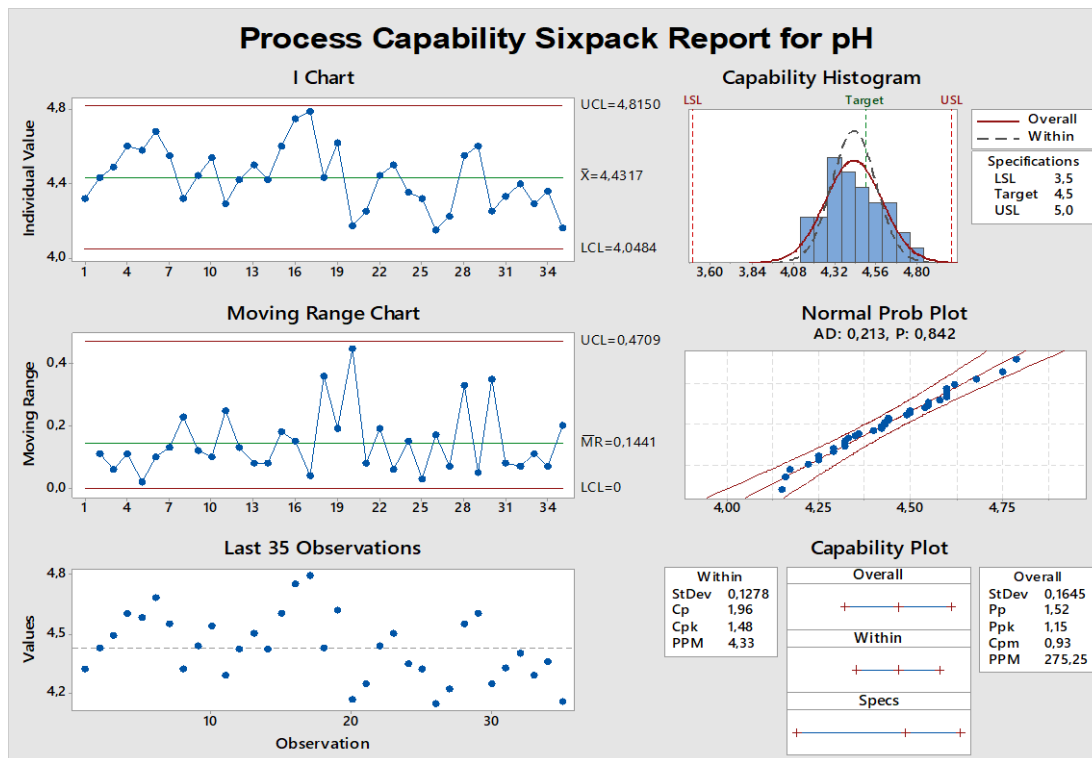 Process Capability Sixpack Report for pH
I Chart
Individual Value
4,8
4,4
4,0
1 4 7 10 13 16 19 22 25 28 31 34
UCL=4,8150
X̄=4,4317
LCL=4,0484
Capability Histogram
LSL Target USL
3,60 3,84 4,08 4,32 4,56 4,80
Overall
Within
Specifications
LSL 3,5
Target 4,5
USL 5,0
Moving Range Chart
Moving Range
0,4
0,2
0,0
1 4 7 10 13 16 19 22 25 28 31 34
UCL=0,4709
M̄R̄=0,1441
LCL=0
Normal Prob Plot
AD: 0,213, P: 0,842
4,00 4,25 4,50 4,75
Last 35 Observations
Values
4,8
4,5
4,2
10 20 30
Observation
Capability Plot
Within
StDev 0,1278
Cp 1,96
Cpk 1,48
PPM 4,33
Overall
Within
Specs
Overall
StDev 0,1645
Pp 1,52
Ppk 1,15
Cpm 0,93
PPM 275,25